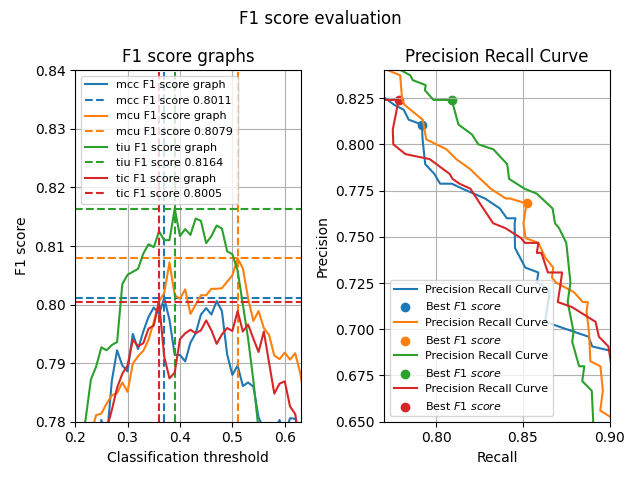 F1 score evaluation
F1 score graphs
0.84
0.83
0.82
0.81
0.80
0.79
0.78
F1 score
mcc F1 score graph
mcc F1 score 0.8011
mcu F1 score graph
mcu F1 score 0.8079
tiu F1 score graph
tiu F1 score 0.8164
tic F1 score graph
tic F1 score 0.8005
0.2 0.3 0.4 0.5 0.6
Classification threshold
Precision Recall Curve
0.825
0.800
0.775
0.750
0.725
0.700
0.675
0.650
Precision
Precision Recall Curve
Best F1 score
Precision Recall Curve
Best F1 score
Precision Recall Curve
Best F1 score
Precision Recall Curve
Best F1 score
0.80 0.85 0.90
Recall